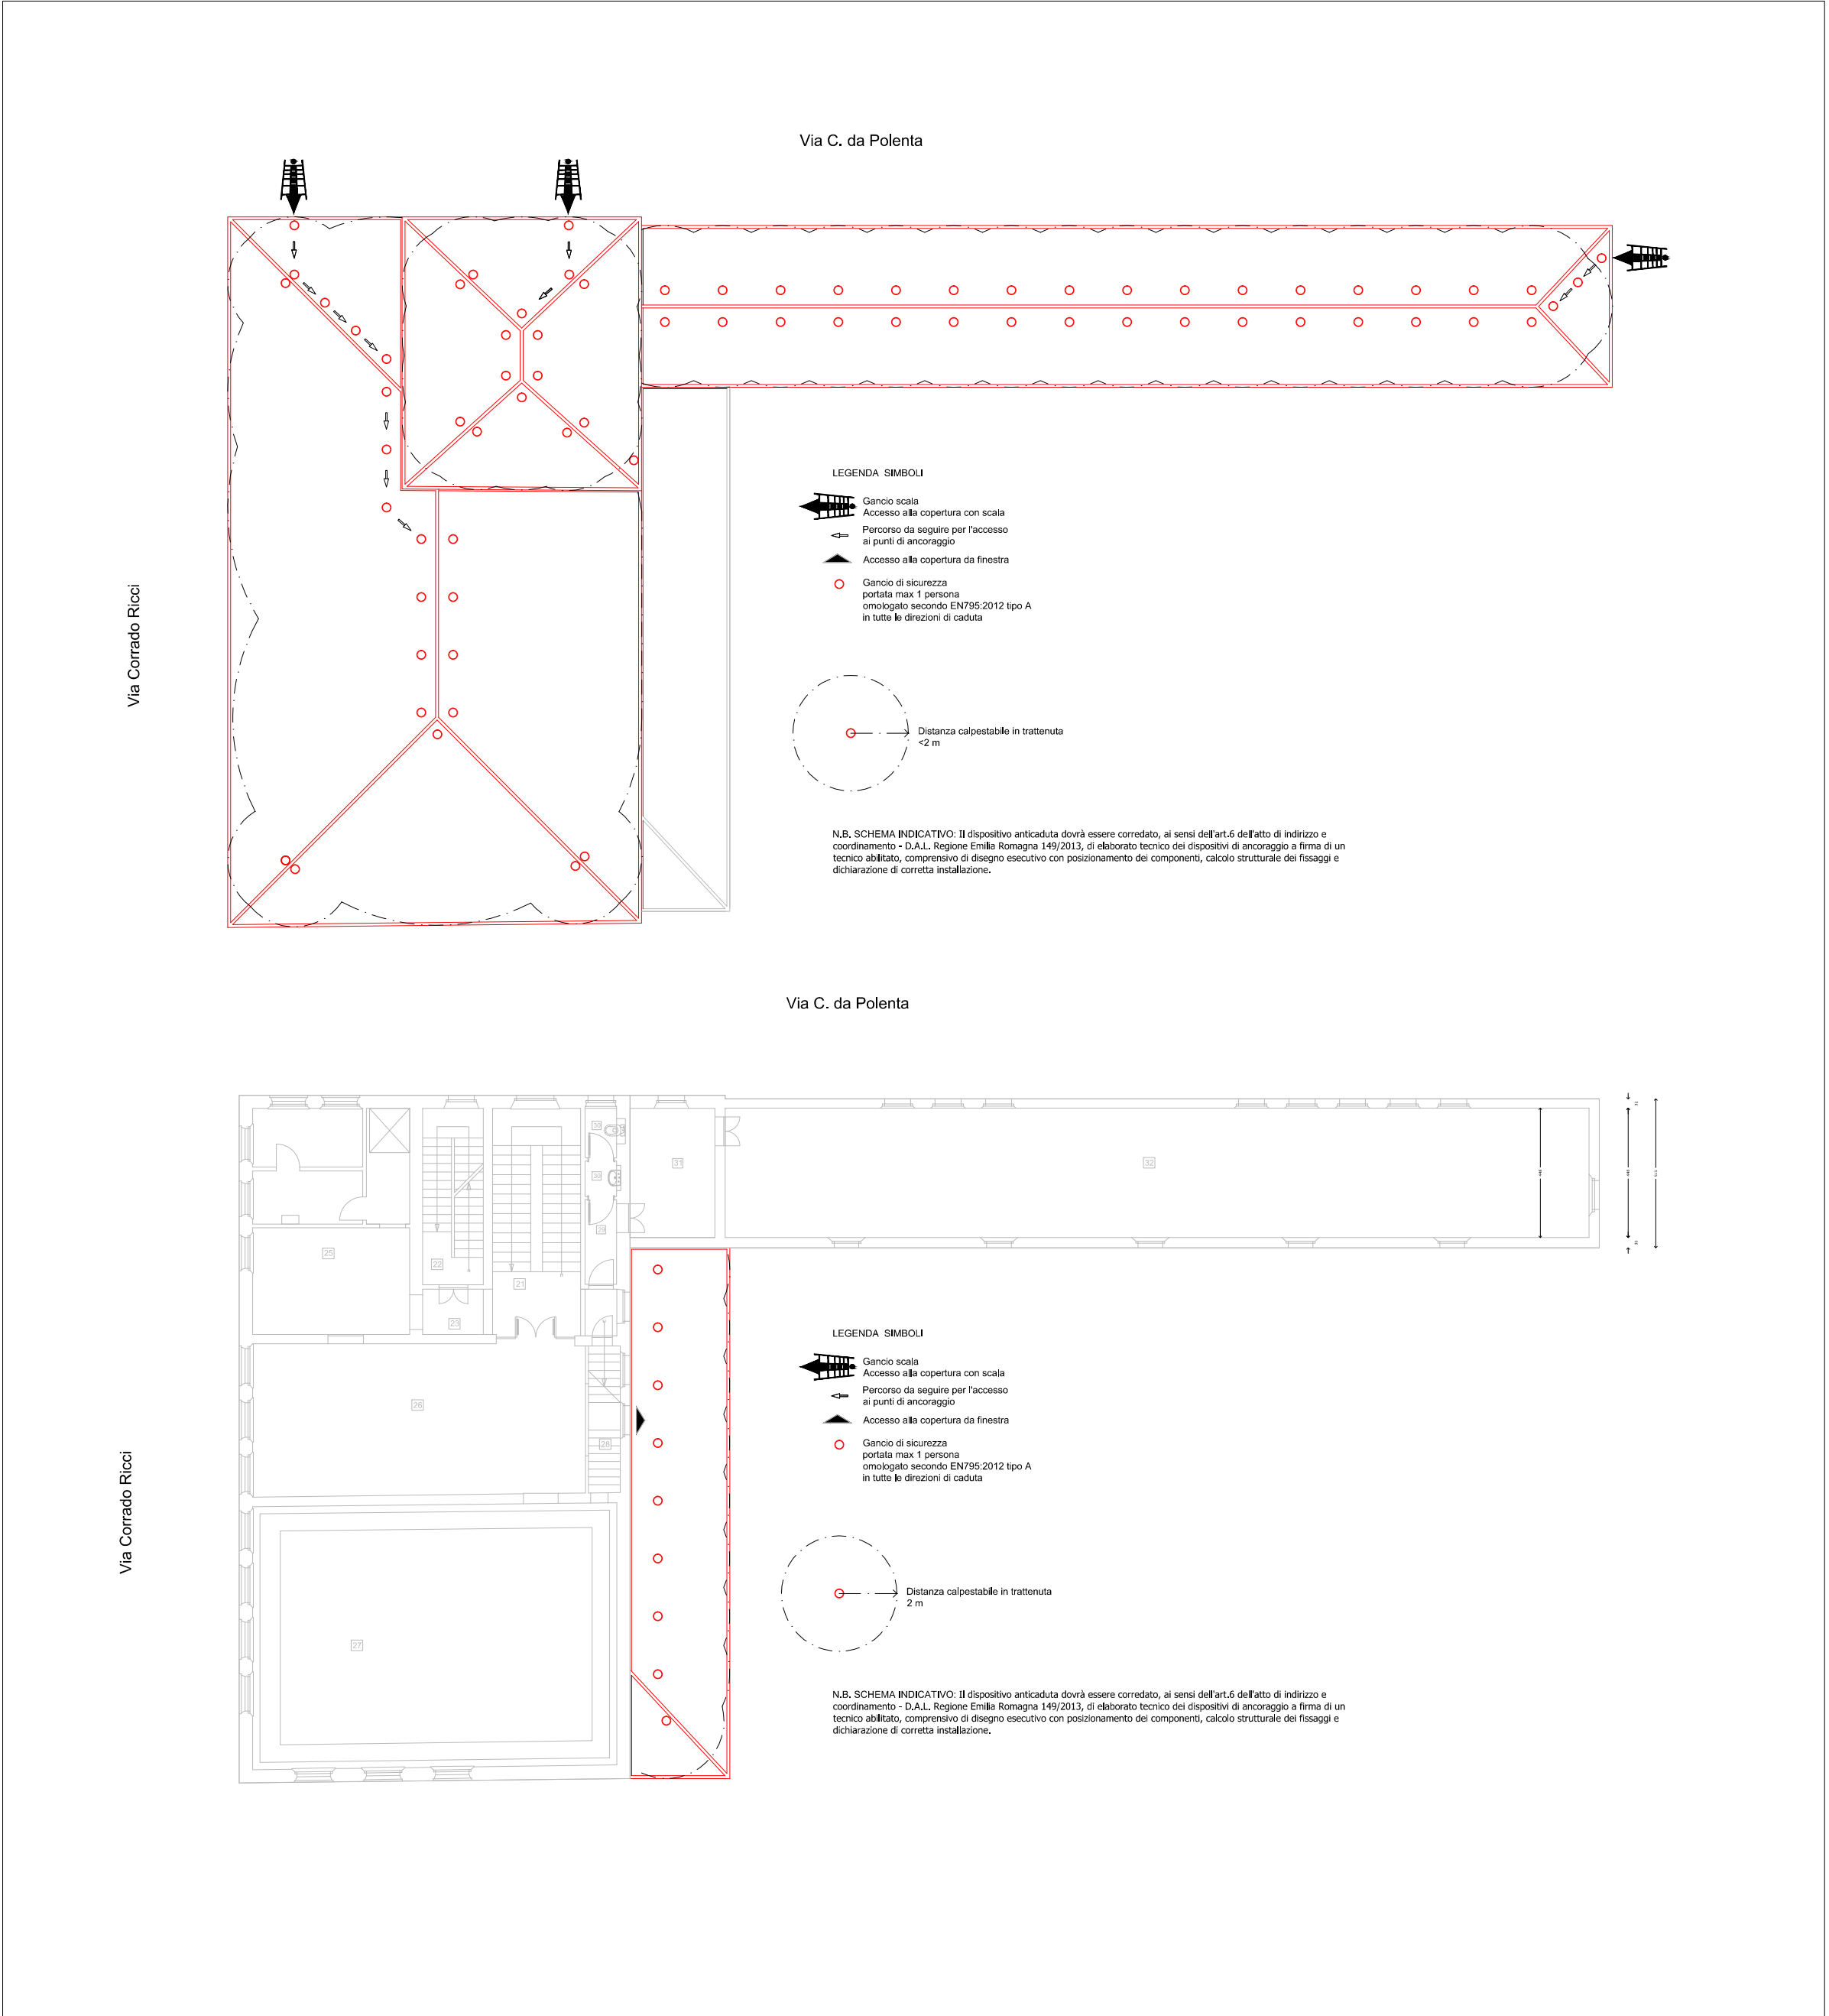 Via C. da Polenta
Via Corrado Ricci
LEGENDA SIMBOLI
Gancio scala
Accesso alla copertura con scala
Percorso da seguire per l'accesso
ai punti di ancoraggio
Accesso alla copertura da finestra
Gancio di sicurezza
portata max 1 persona
omologato secondo EN795:2012 tipo A
in tutte le direzioni di caduta
Distanza calpestabile in trattenuta
<2 m
N.B. SCHEMA INDICATIVO: Il dispositivo anticaduta dovrà essere corredato, ai sensi dell'art.6 dell'atto di indirizzo e
coordinamento - D.A.L. Regione Emilia Romagna 149/2013, di elaborato tecnico dei dispositivi di ancoraggio a firma di un
tecnico abilitato, comprensivo di disegno esecutivo con posizionamento dei componenti, calcolo strutturale dei fissaggi e
dichiarazione di corretta installazione.
Via C. da Polenta
30
31
32
30
29
25
22
21
23
26
28
27
Via Corrado Ricci
LEGENDA SIMBOLI
Gancio scala
Accesso alla copertura con scala
Percorso da seguire per l'accesso
ai punti di ancoraggio
Accesso alla copertura da finestra
Gancio di sicurezza
portata max 1 persona
omologato secondo EN795:2012 tipo A
in tutte le direzioni di caduta
Distanza calpestabile in trattenuta
2 m
N.B. SCHEMA INDICATIVO: Il dispositivo anticaduta dovrà essere corredato, ai sensi dell'art.6 dell'atto di indirizzo e
coordinamento - D.A.L. Regione Emilia Romagna 149/2013, di elaborato tecnico dei dispositivi di ancoraggio a firma di un
tecnico abilitato, comprensivo di disegno esecutivo con posizionamento dei componenti, calcolo strutturale dei fissaggi e
dichiarazione di corretta installazione.